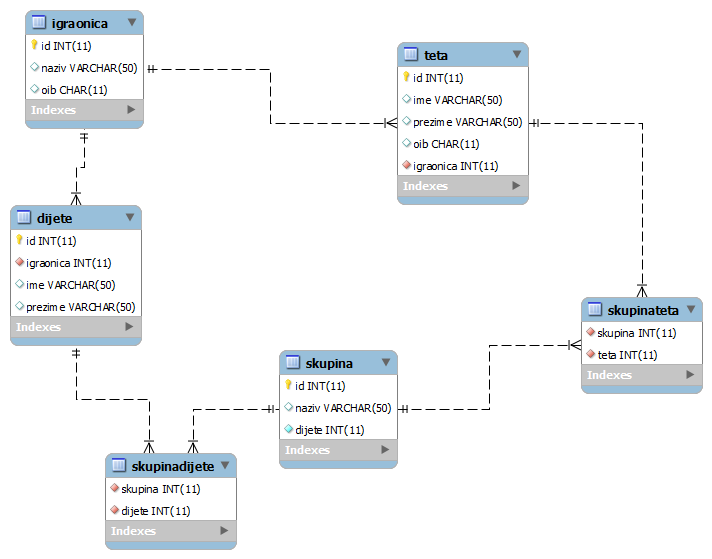 igraonica
id INT(11)
naziv VARCHAR(50)
oib CHAR(11)
Indexes
teta
id INT(11)
ime VARCHAR(50)
prezime VARCHAR(50)
oib CHAR(11)
igraonica INT(11)
Indexes
dijete
id INT(11)
igraonica INT(11)
ime VARCHAR(50)
prezime VARCHAR(50)
Indexes
skupinateta
skupina INT(11)
teta INT(11)
Indexes
skupina
id INT(11)
naziv VARCHAR(50)
dijete INT(11)
Indexes
skupinadijete
skupina INT(11)
dijete INT(11)
Indexes